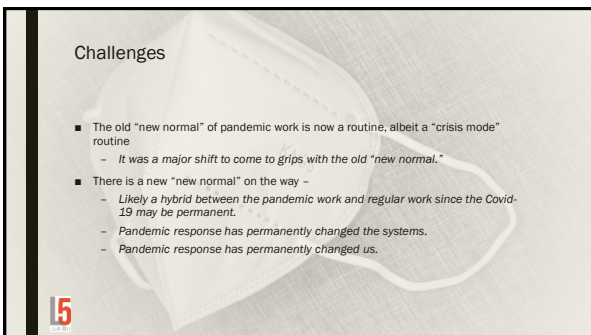 Challenges
■ The old “new normal” of pandemic work is now a routine, albeit a “crisis mode”
routine
– It was a major shift to come to grips with the old “new normal.”
■ There is a new “new normal” on the way –
– Likely a hybrid between the pandemic work and regular work since the Covid-
19 may be permanent.
– Pandemic response has permanently changed the systems.
– Pandemic response has permanently changed us.
L5